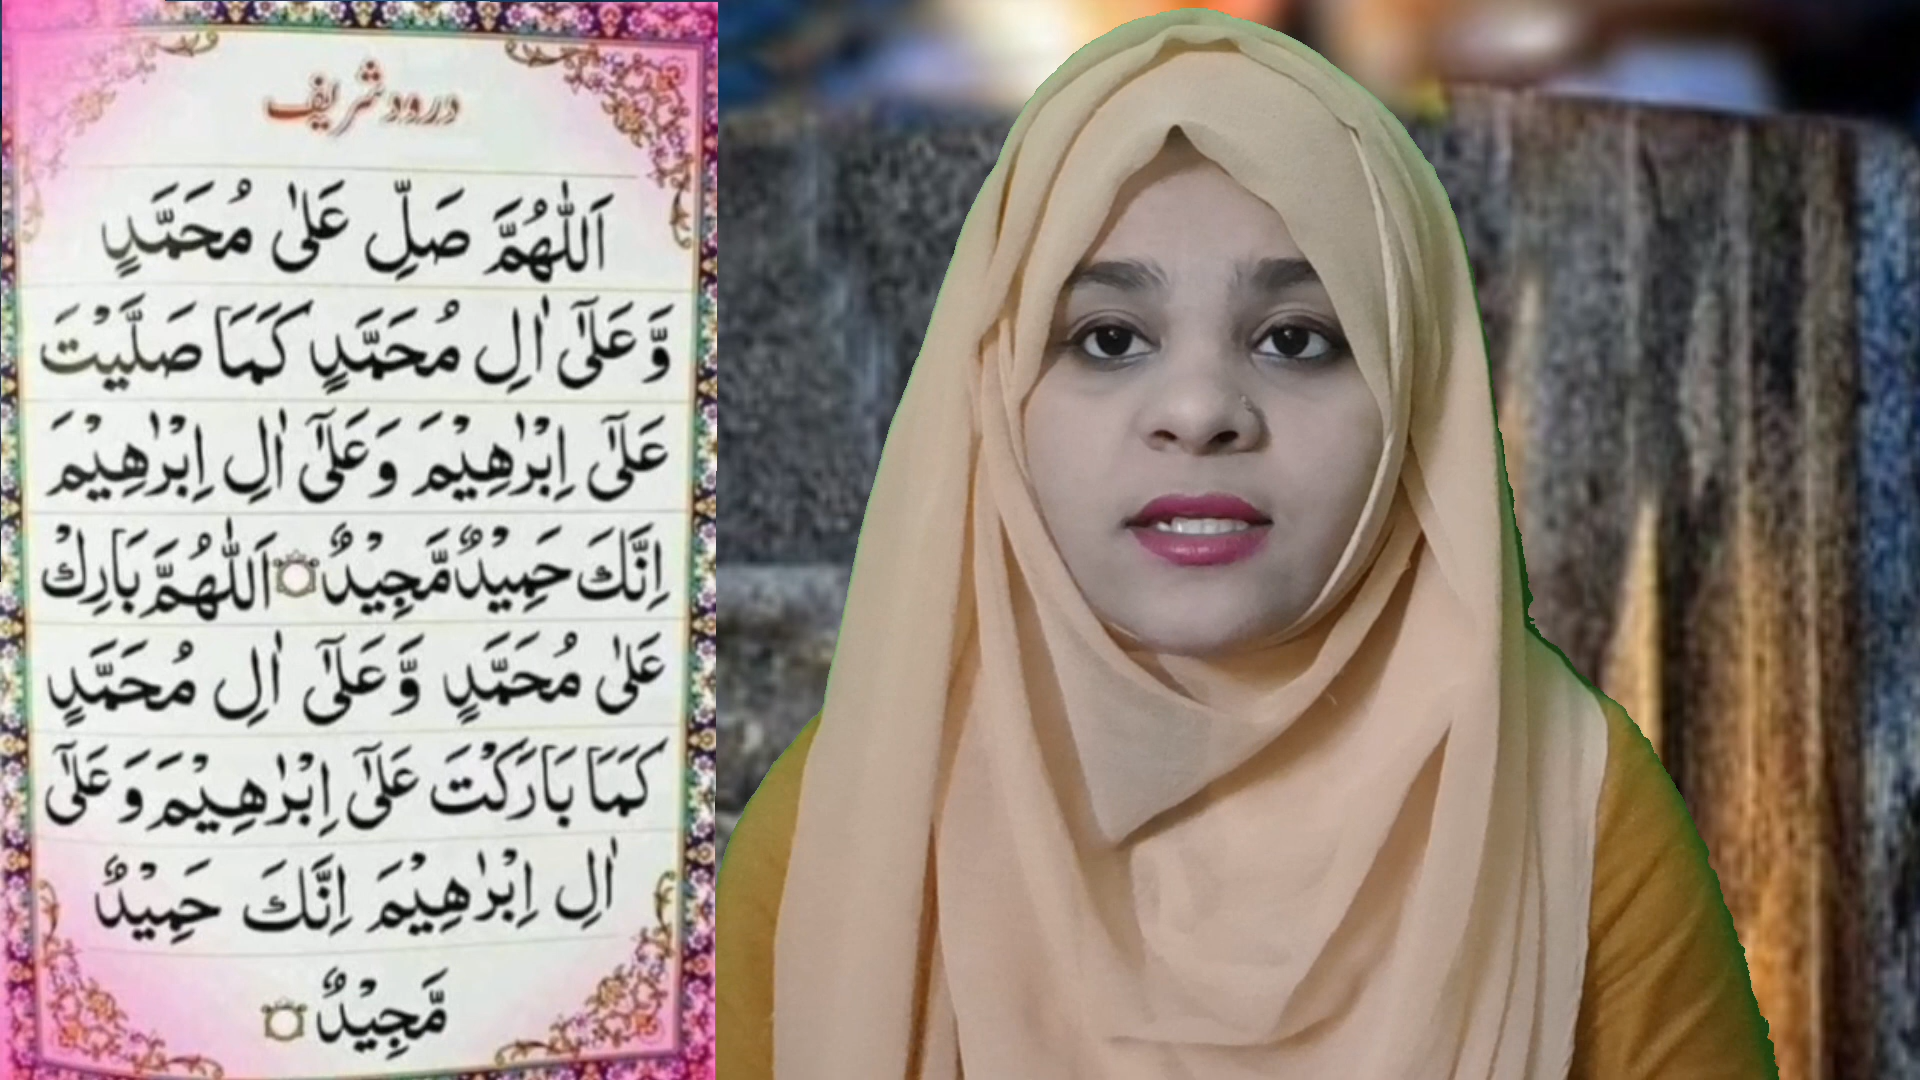 درود شریف
اَللّٰهُمَّ صَلِّ عَلٰى مُحَمَّدٍ
وَّعَلٰٓى اٰلِ مُحَمَّدٍ كَمَا صَلَّيْتَ
عَلٰٓى اِبْرٰهِيْمَ وَعَلٰٓى اٰلِ اِبْرٰهِيْمَ
اِنَّكَ حَمِيْدٌ مَّجِيْدٌ۝ اَللّٰهُمَّ بَارِكْ
عَلٰى مُحَمَّدٍ وَّعَلٰٓى اٰلِ مُحَمَّدٍ
كَمَا بَارَكْتَ عَلٰٓى اِبْرٰهِيْمَ وَعَلٰٓى
اٰلِ اِبْرٰهِيْمَ اِنَّكَ حَمِيْدٌ
مَّجِيْدٌ۝